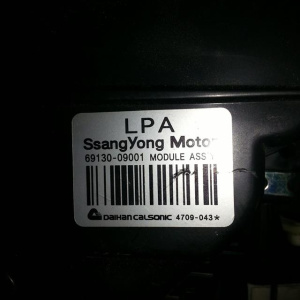 LPA
SsangYong Motor
69130-09001 MODULE ASS'Y
DAIHAN CALSONIC 4709-043★